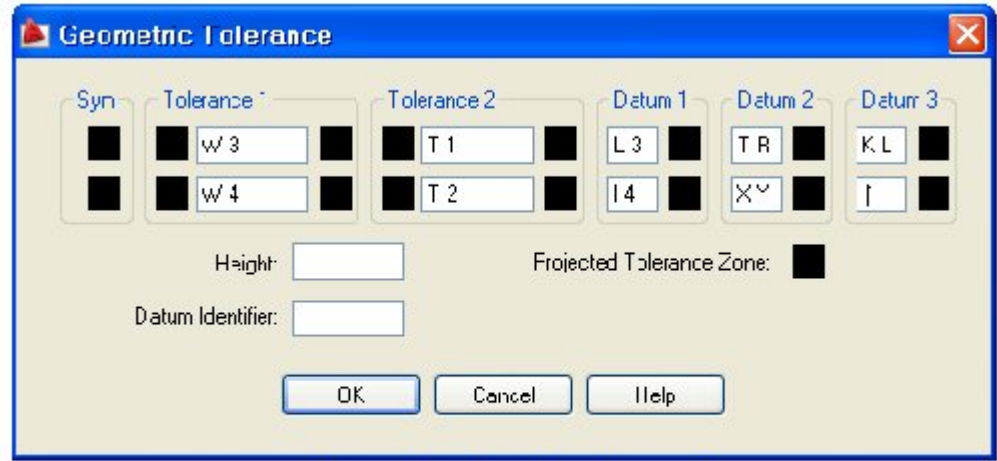 Geometric Tolerance
Sym Tolerance 1 Tolerance 2 Datum 1 Datum 2 Datum 3
W 3 T 1 L 3 T R K L
W 4 T 2 X Y
Height:
Projected Tolerance Zone:
Datum Identifier:
OK Cancel Help